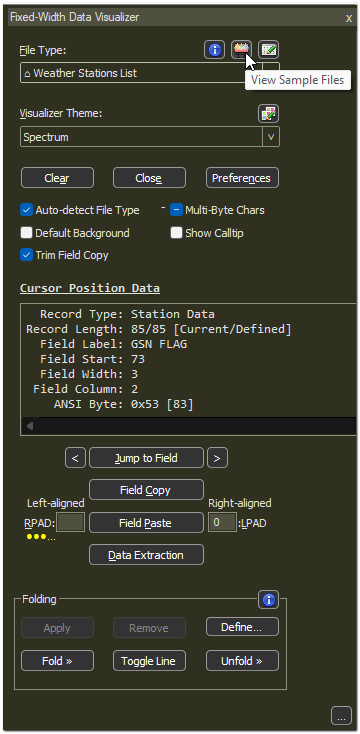 Fixed-Width Data Visualizer x
File Type:
⌂ Weather Stations List
View Sample Files
Visualizer Theme:
Spectrum
Clear Close Preferences
Auto-detect File Type - Multi-Byte Chars
Default Background Show Calltip
Trim Field Copy
Cursor Position Data
Record Type: Station Data
Record Length: 85/85 [Current/Defined]
Field Label: GSN FLAG
Field Start: 73
Field Width: 3
Field Column: 2
ANSI Byte: 0x53 [83]
< Jump to Field >
Field Copy
Left-aligned Right-aligned
RPAD: Field Paste 0 :LPAD
Data Extraction
Folding
Apply Remove Define...
Fold » Toggle Line Unfold »
...